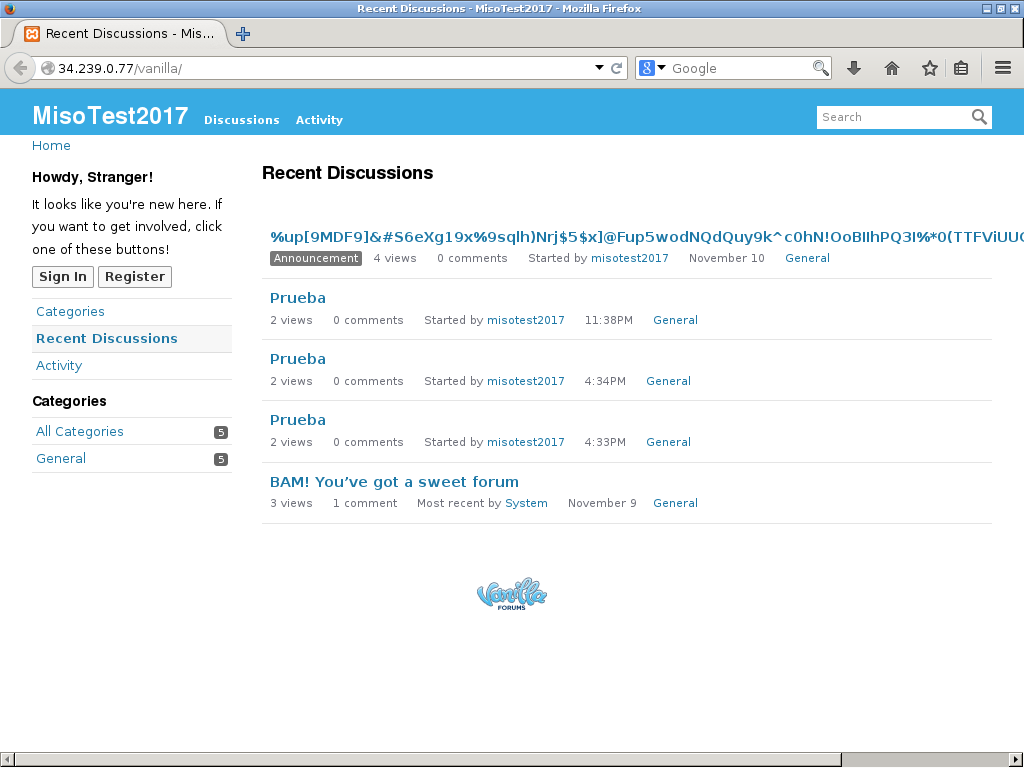 Recent Discussions - MisoTest2017 - Mozilla Firefox
Recent Discussions - Mis...
34.239.0.77/vanilla/
Google
MisoTest2017 Discussions Activity
Search
Home
Howdy, Stranger!
It looks like you're new here. If
you want to get involved, click
one of these buttons!
Sign In Register
Categories
Recent Discussions
Activity
Categories
All Categories 5
General 5
Recent Discussions
%up[9MDF9]&#S6eXg19x%9sqlh)Nrj$5$x]@Fup5wodNQdQuy9k^c0hN!OoBIlhPQ3I%*0(TTFViUU
Announcement 4 views 0 comments Started by misotest2017 November 10 General
Prueba
2 views 0 comments Started by misotest2017 11:38PM General
Prueba
2 views 0 comments Started by misotest2017 4:34PM General
Prueba
2 views 0 comments Started by misotest2017 4:33PM General
BAM! You’ve got a sweet forum
3 views 1 comment Most recent by System November 9 General
Vanilla
FORUMS